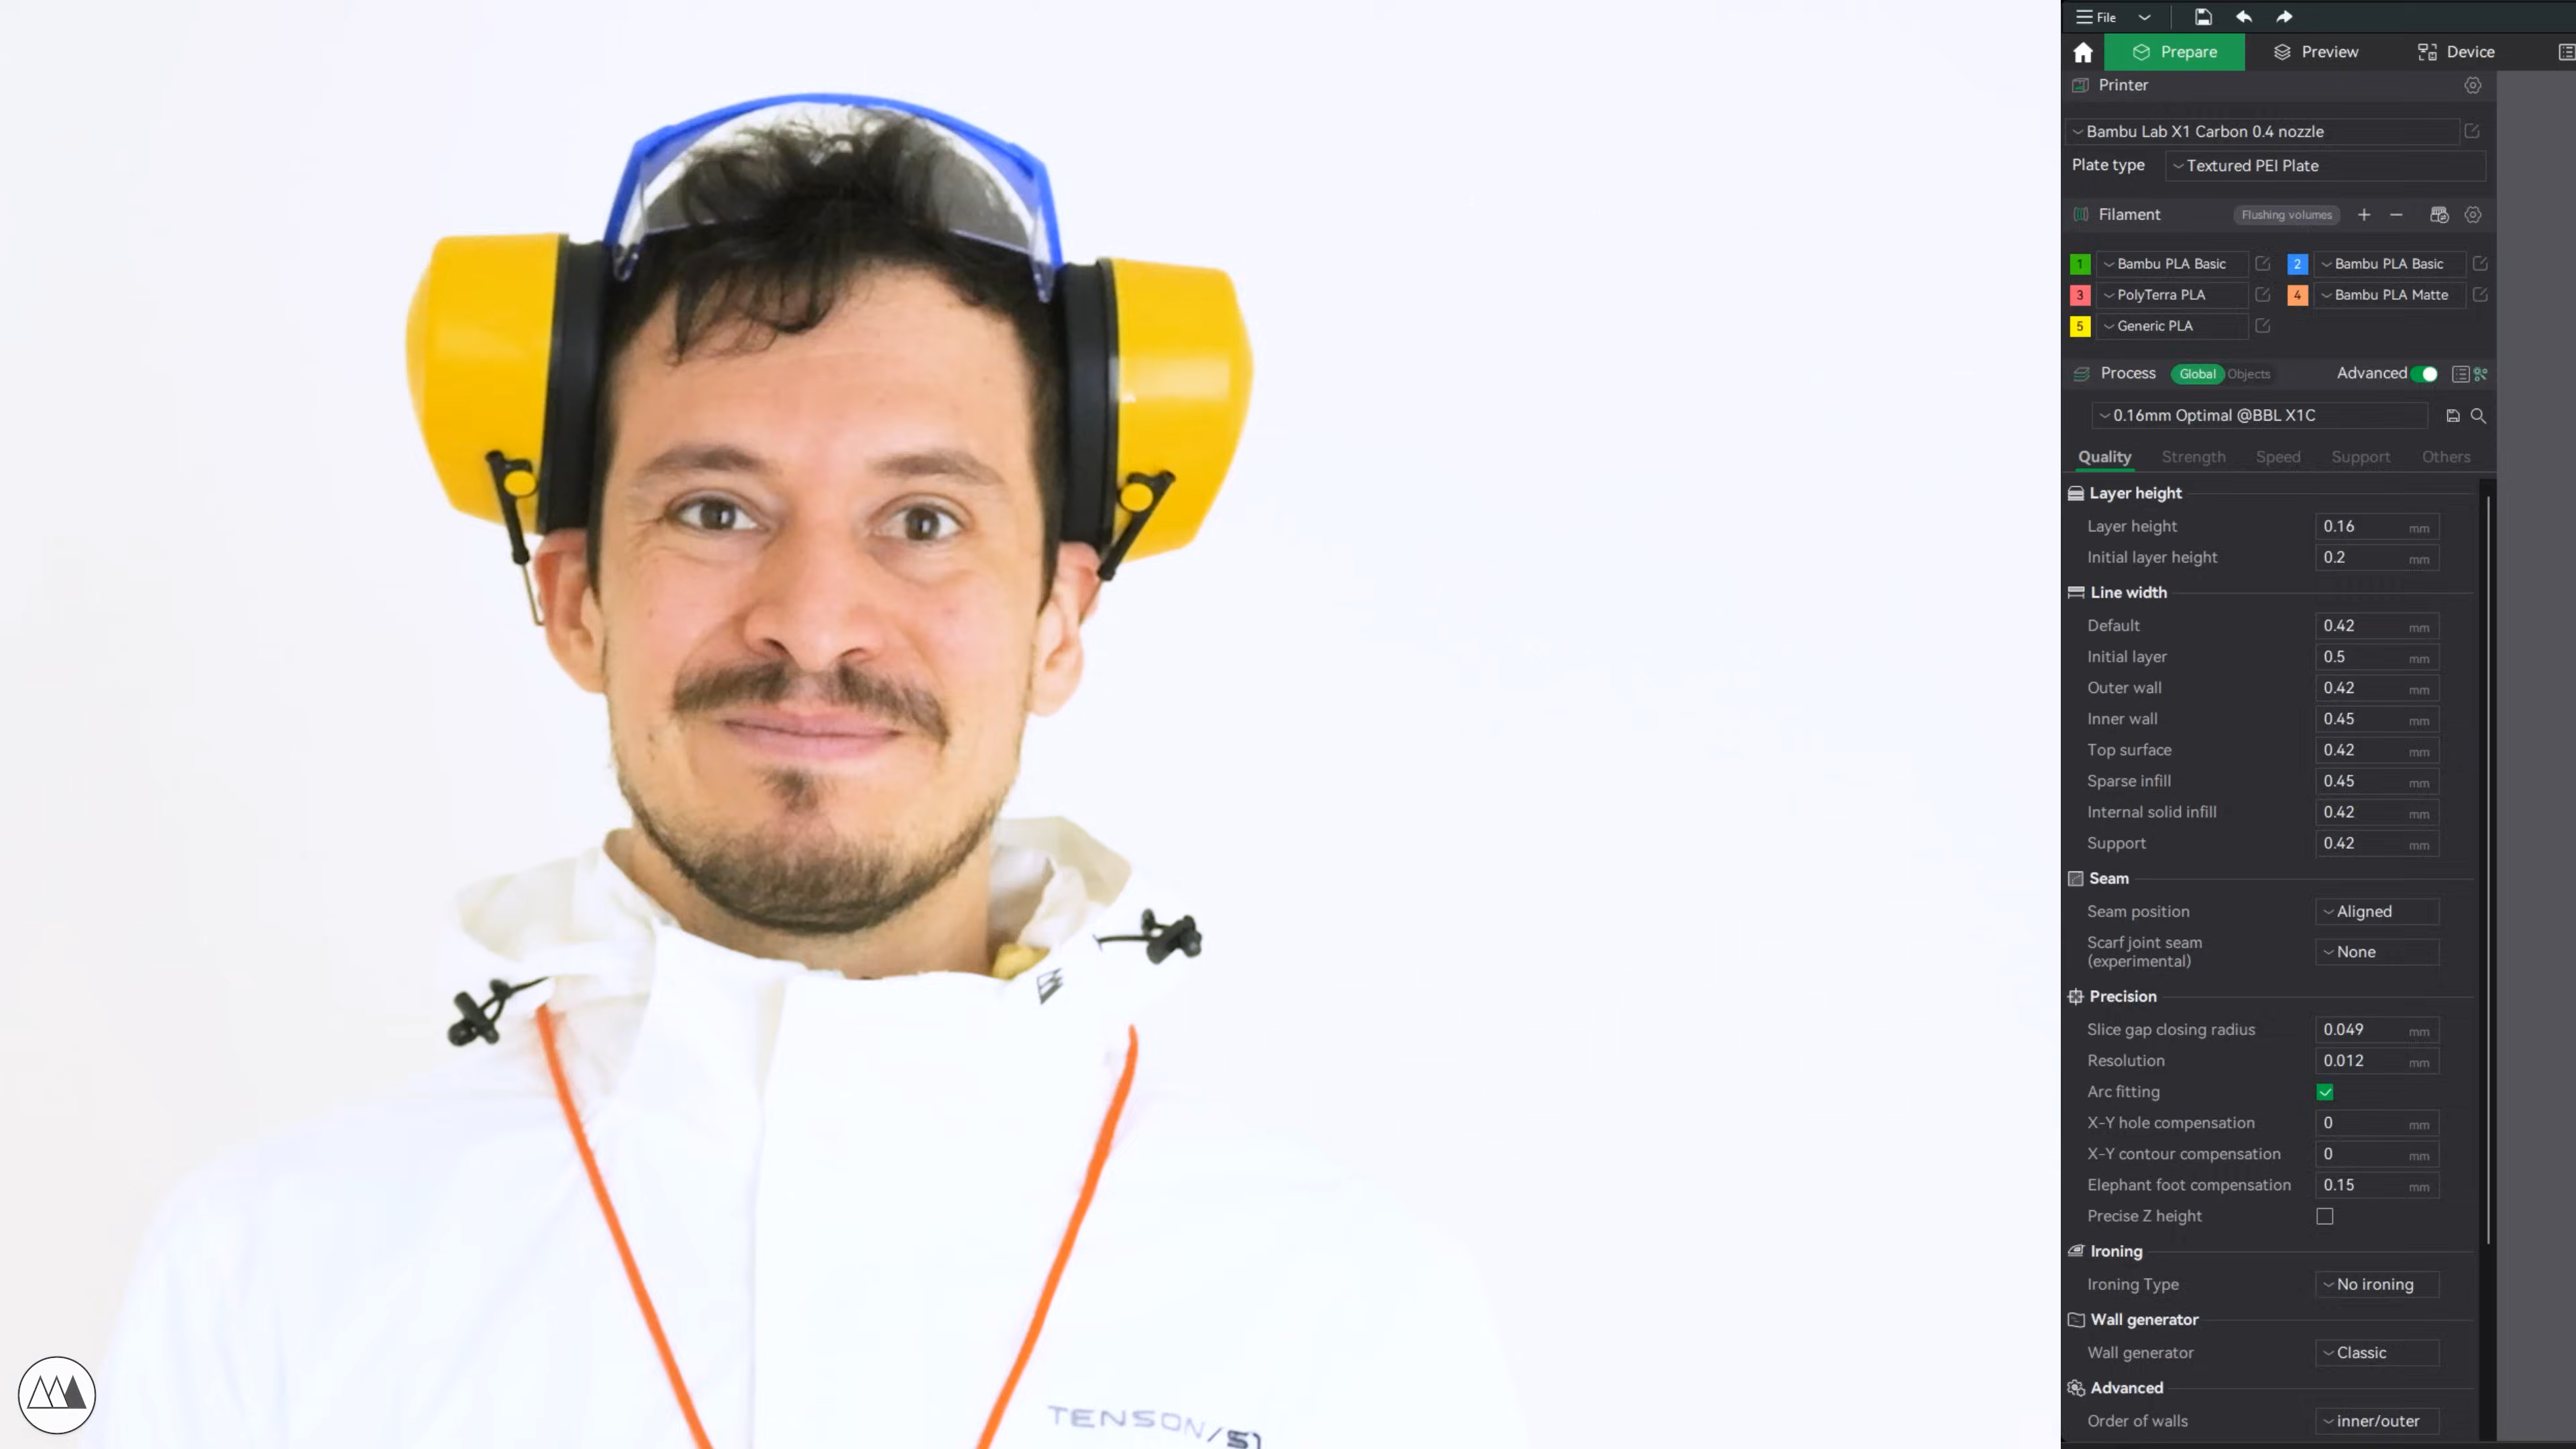 File
Prepare Preview Device
Printer
Bambu Lab X1 Carbon 0.4 nozzle
Plate type Textured PEI Plate
Filament Flushing volumes
1 Bambu PLA Basic 2 Bambu PLA Basic
3 PolyTerra PLA 4 Bambu PLA Matte
5 Generic PLA
Process Global Objects Advanced
0.16mm Optimal @BBL X1C
Quality Strength Speed Support Others
Layer height
Layer height 0.16 mm
Initial layer height 0.2 mm
Line width
Default 0.42 mm
Initial layer 0.5 mm
Outer wall 0.42 mm
Inner wall 0.45 mm
Top surface 0.42 mm
Sparse infill 0.45 mm
Internal solid infill 0.42 mm
Support 0.42 mm
Seam
Seam position Aligned
Scarf joint seam
(experimental) None
Precision
Slice gap closing radius 0.049 mm
Resolution 0.012 mm
Arc fitting
X-Y hole compensation 0 mm
X-Y contour compensation 0 mm
Elephant foot compensation 0.15 mm
Precise Z height
Ironing
Ironing Type No ironing
Wall generator
Wall generator Classic
Advanced
Order of walls inner/outer
TENSON